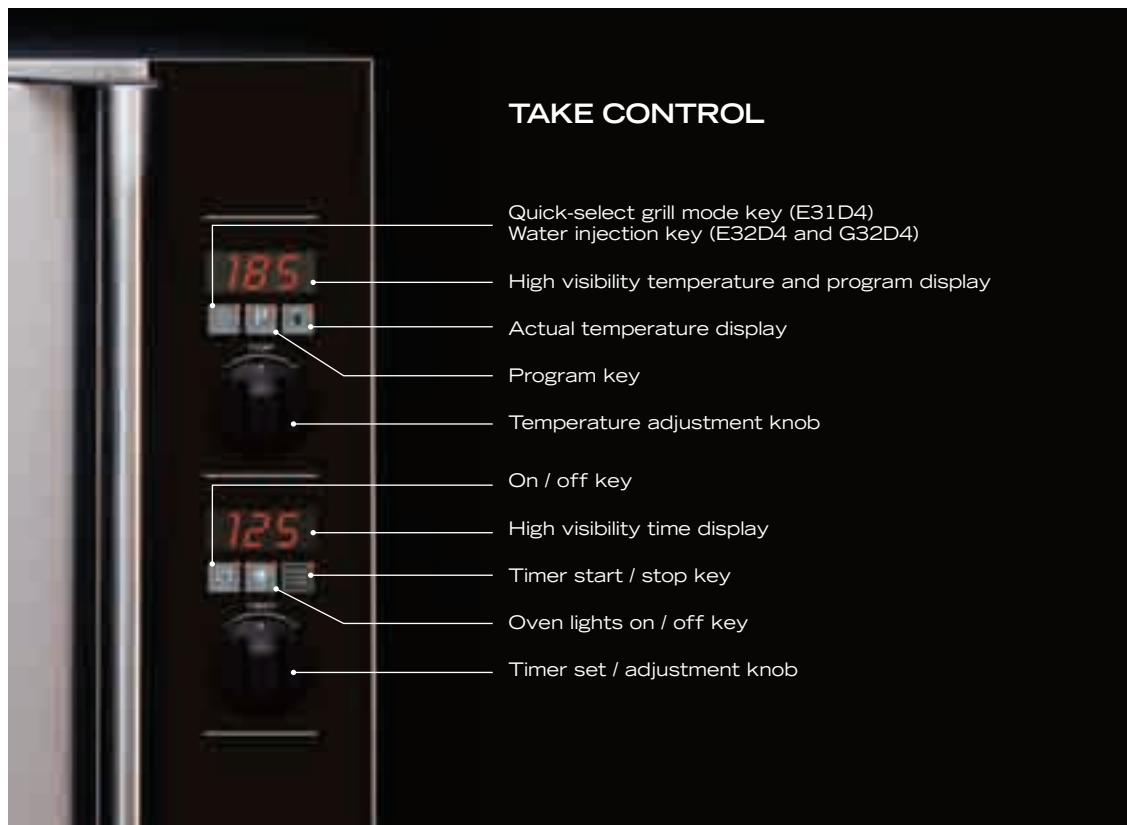 TAKE CONTROL
Quick-select grill mode key (E31D4)
Water injection key (E32D4 and G32D4)
185
High visibility temperature and program display
Actual temperature display
P
Program key
Temperature adjustment knob
On / off key
125
High visibility time display
Timer start / stop key
Oven lights on / off key
Timer set / adjustment knob